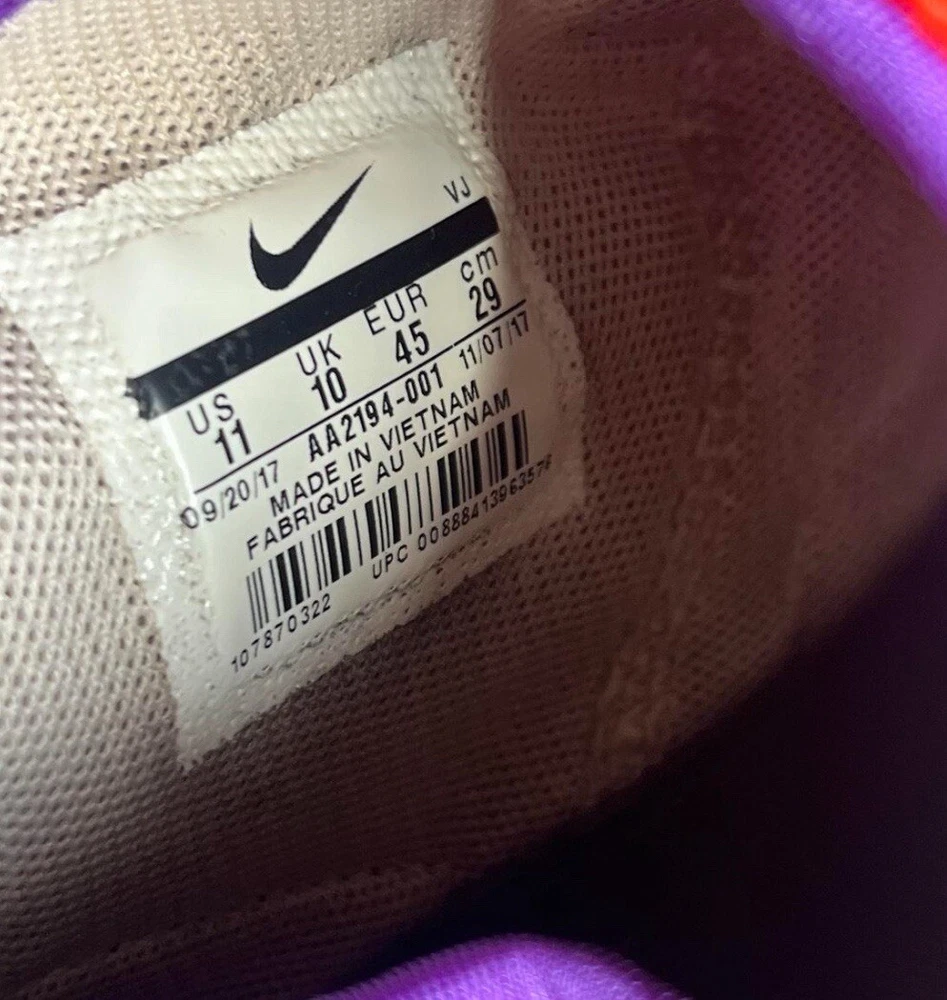 VJ
US UK EUR cm
11 10 45 29
09/20/17 AA2194-001 11/07/17
MADE IN VIETNAM
FABRIQUE AU VIETNAM
107870322 UPC 00888413963576